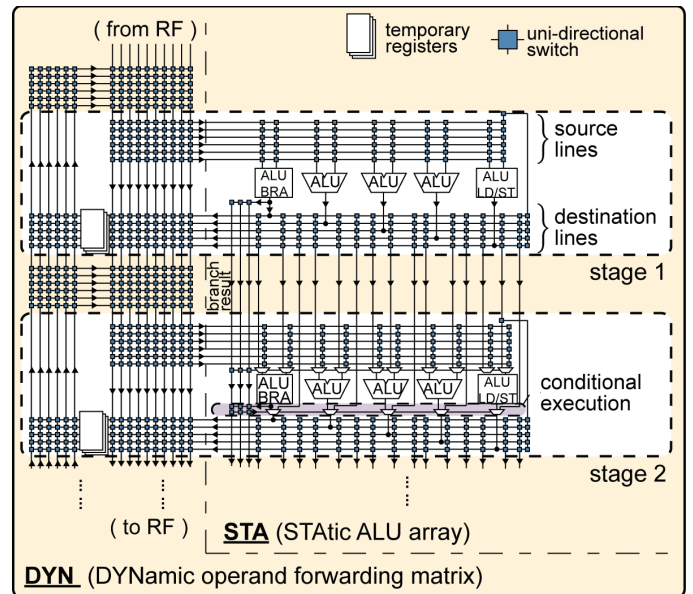 ( from RF )
temporary
registers
uni-directional
switch
source
lines
ALU
BRA
ALU
ALU
ALU
ALU
LD/ST
destination
lines
stage 1
branch
result
ALU
BRA
ALU
ALU
ALU
ALU
LD/ST
conditional
execution
stage 2
( to RF )
STA (STAtic ALU array)
DYN (DYNamic operand forwarding matrix)